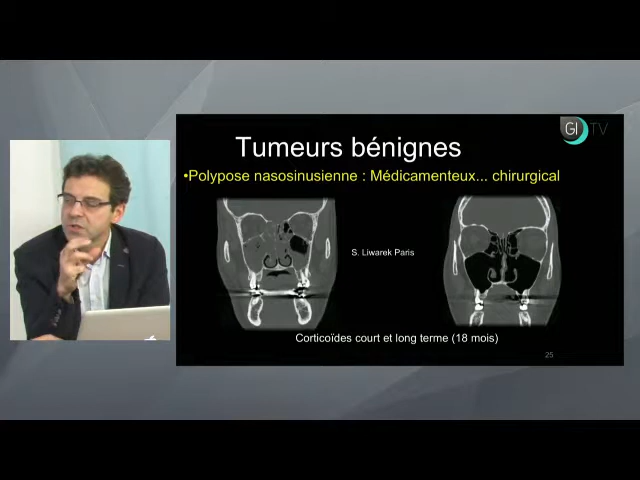 GI TV
Tumeurs bénignes
•Polypose nasosinusienne : Médicamenteux... chirurgical
S. Liwarek Paris
Corticoïdes court et long terme (18 mois)
25